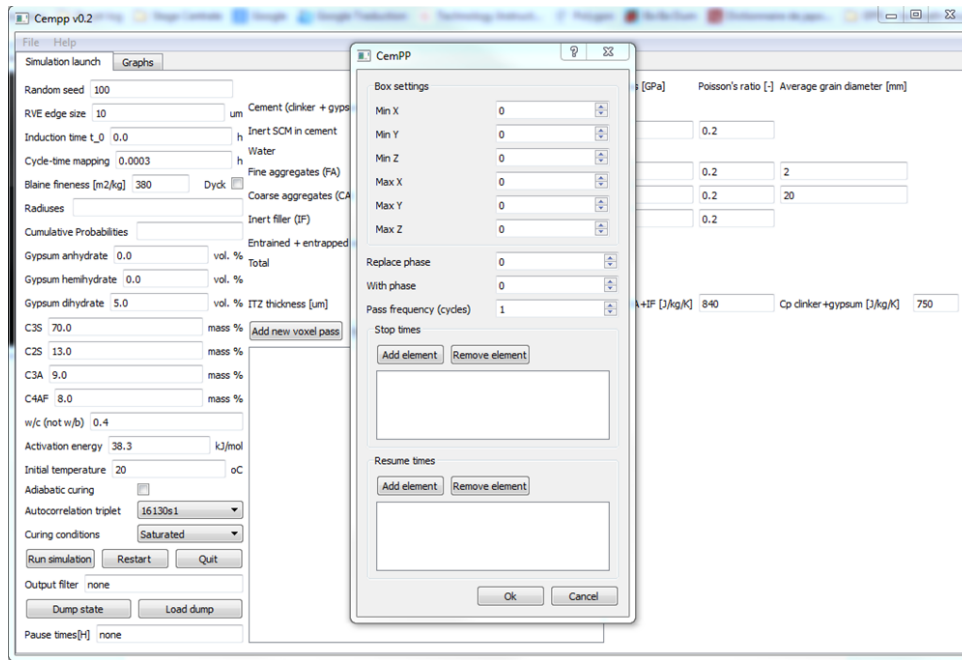 Cempp v0.2
File Help
Simulation launch Graphs
Random seed 100
RVE edge size 10 um
Induction time t_0 0.0 h
Cycle-time mapping 0.0003 h
Blaine fineness [m2/kg] 380 Dyck
Radiuses
Cumulative Probabilities
Gypsum anhydrate 0.0 vol. %
Gypsum hemihydrate 0.0 vol. %
Gypsum dihydrate 5.0 vol. %
C3S 70.0 mass %
C2S 13.0 mass %
C3A 9.0 mass %
C4AF 8.0 mass %
w/c (not w/b) 0.4
Activation energy 38.3 kJ/mol
Initial temperature 20 oC
Adiabatic curing
Autocorrelation triplet 16130s1
Curing conditions Saturated
Run simulation Restart Quit
Output filter none
Dump state Load dump
Pause times[H] none
Cement (clinker + gyps
Inert SCM in cement
Water
Fine aggregates (FA)
Coarse aggregates (CA
Inert filler (IF)
Entrained + entrapped
Total
ITZ thickness [um]
Add new voxel pass
CemPP
Box settings
Min X 0
Min Y 0
Min Z 0
Max X 0
Max Y 0
Max Z 0
Replace phase 0
With phase 0
Pass frequency (cycles) 1
Stop times
Add element Remove element
Resume times
Add element Remove element
Ok Cancel
s [GPa] Poisson's ratio [-] Average grain diameter [mm]
0.2
0.2 2
0.2 20
0.2
A+IF [J/kg/K] 840 Cp clinker+gypsum [J/kg/K] 750